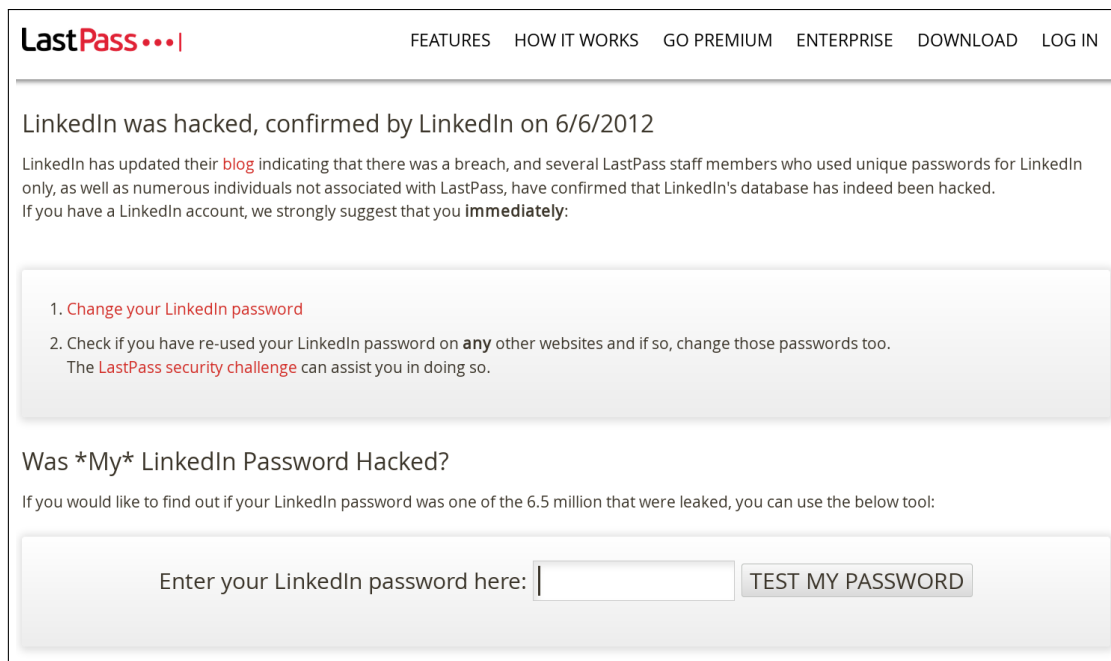 LastPass
FEATURES HOW IT WORKS GO PREMIUM ENTERPRISE DOWNLOAD LOG IN
LinkedIn was hacked, confirmed by LinkedIn on 6/6/2012
LinkedIn has updated their blog indicating that there was a breach, and several LastPass staff members who used unique passwords for LinkedIn
only, as well as numerous individuals not associated with LastPass, have confirmed that LinkedIn's database has indeed been hacked.
If you have a LinkedIn account, we strongly suggest that you immediately:
1. Change your LinkedIn password
2. Check if you have re-used your LinkedIn password on any other websites and if so, change those passwords too.
The LastPass security challenge can assist you in doing so.
Was *My* LinkedIn Password Hacked?
If you would like to find out if your LinkedIn password was one of the 6.5 million that were leaked, you can use the below tool:
Enter your LinkedIn password here: TEST MY PASSWORD